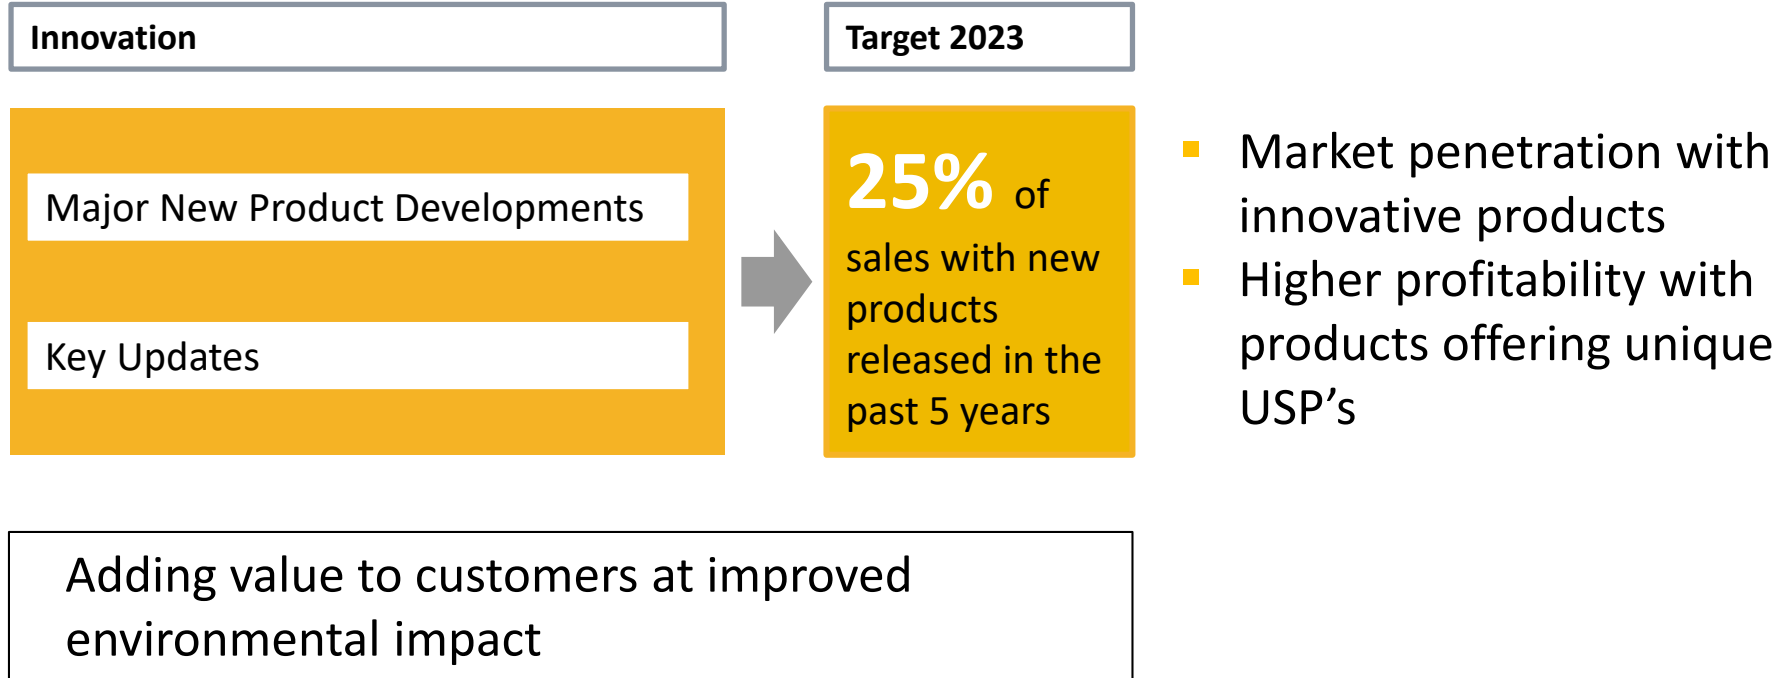 Innovation
Target 2023
Major New Product Developments
Key Updates
25% of
sales with new
products
released in the
past 5 years
Market penetration with
innovative products
Higher profitability with
products offering unique
USP’s
Adding value to customers at improved
environmental impact